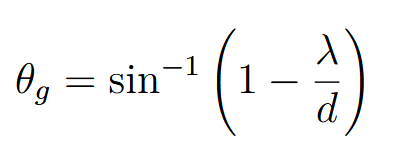 θ_g = sin⁻¹ (1 − λ/d)